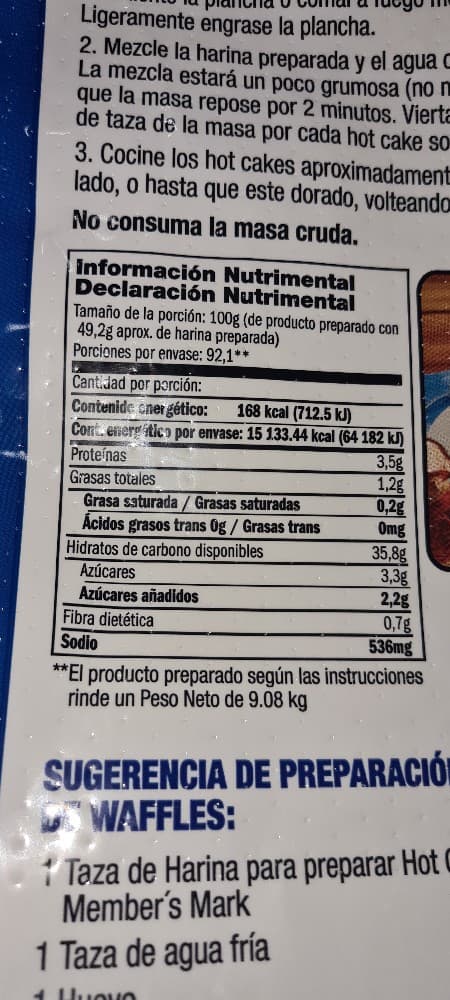 Ligeramente engrase la plancha.
2. Mezcle la harina preparada y el agua
La mezcla estará un poco grumosa (no
que la masa repose por 2 minutos. Vierta
de taza de la masa por cada hot cake
3. Cocine los hot cakes
lado, o hasta que este dorado, volteando
No consuma la masa cruda.
Información Nutrimental
Declaración Nutrimental
Tamaño de la porción: 100g (de producto preparado con
49,2g aprox. de harina preparada)
Porciones por envase: 92,1**
Cantidad por porción:
Contenido energético: 168 kcal (712.5 kJ)
Cont. energético por envase: 15 133.44 kcal (64 182 kJ)
Proteínas 3,5g
Grasas totales 1,2g
Grasa saturada / Grasas saturadas 0,2g
Ácidos grasos trans 0g / Grasas trans 0mg
Hidratos de carbono disponibles 35,8g
Azúcares 3,3g
Azúcares añadidos 2,2g
Fibra dietética 0,7g
Sodio 536mg
**El producto preparado según las instrucciones
rinde un Peso Neto de 9.08 kg
SUGERENCIA DE PREPARACIÓN
DE WAFFLES:
1 Taza de Harina para preparar Hot
Member´s Mark
1 Taza de agua fría
1 Huevo